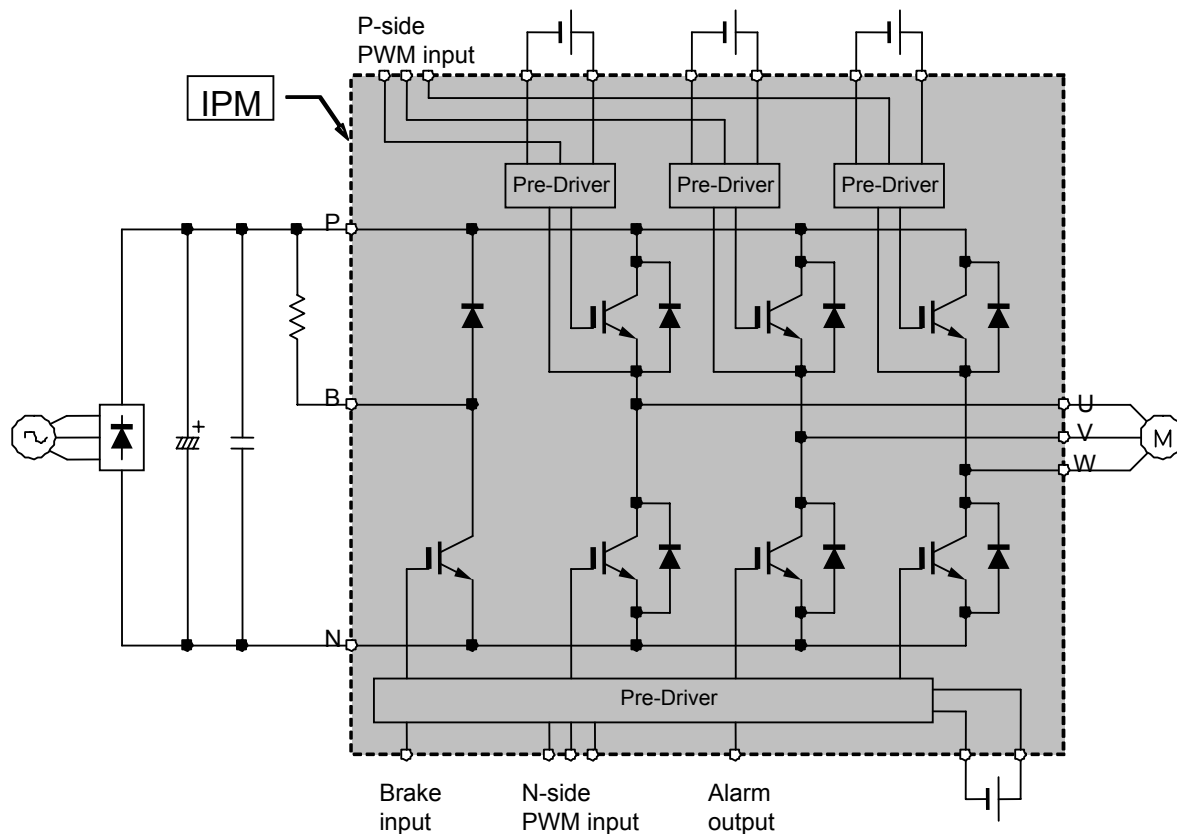 P-side
PWM input
IPM
Pre-Driver
Pre-Driver
Pre-Driver
P
B
+
U
V
M
W
N
Pre-Driver
Brake
input
N-side
PWM input
Alarm
output